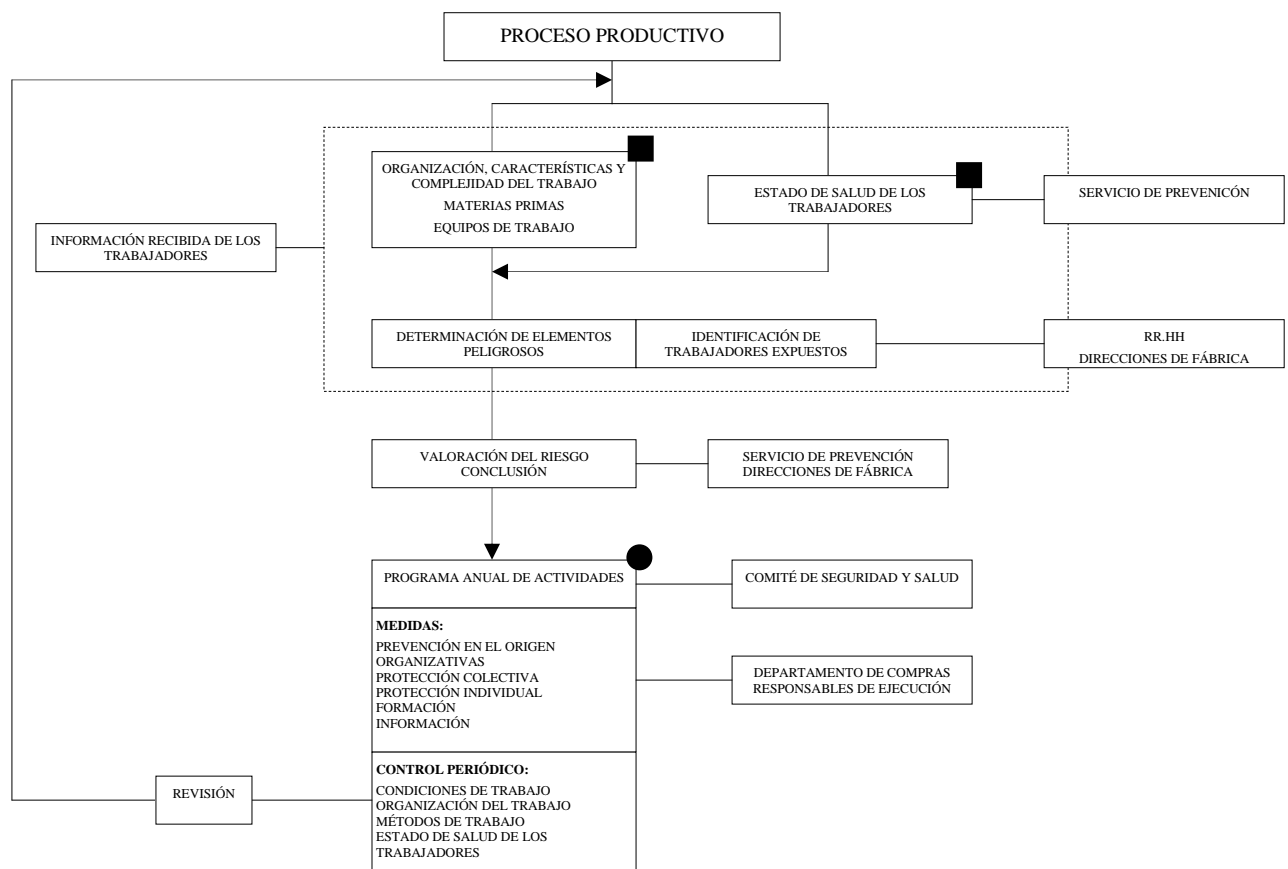 PROCESO PRODUCTIVO
ORGANIZACIÓN, CARACTERÍSTICAS Y
COMPLEJIDAD DEL TRABAJO
MATERIAS PRIMAS
EQUIPOS DE TRABAJO
ESTADO DE SALUD DE LOS
TRABAJADORES
SERVICIO DE PREVENICÓN
INFORMACIÓN RECIBIDA DE LOS
TRABAJADORES
DETERMINACIÓN DE ELEMENTOS
PELIGROSOS
IDENTIFICACIÓN DE
TRABAJADORES EXPUESTOS
RR.HH
DIRECCIONES DE FÁBRICA
VALORACIÓN DEL RIESGO
CONCLUSIÓN
SERVICIO DE PREVENCIÓN
DIRECCIONES DE FÁBRICA
PROGRAMA ANUAL DE ACTIVIDADES
COMITÉ DE SEGURIDAD Y SALUD
MEDIDAS:
PREVENCIÓN EN EL ORIGEN
ORGANIZATIVAS
PROTECCIÓN COLECTIVA
PROTECCIÓN INDIVIDUAL
FORMACIÓN
INFORMACIÓN
DEPARTAMENTO DE COMPRAS
RESPONSABLES DE EJECUCIÓN
CONTROL PERIÓDICO:
CONDICIONES DE TRABAJO
ORGANIZACIÓN DEL TRABAJO
MÉTODOS DE TRABAJO
ESTADO DE SALUD DE LOS
TRABAJADORES
REVISIÓN